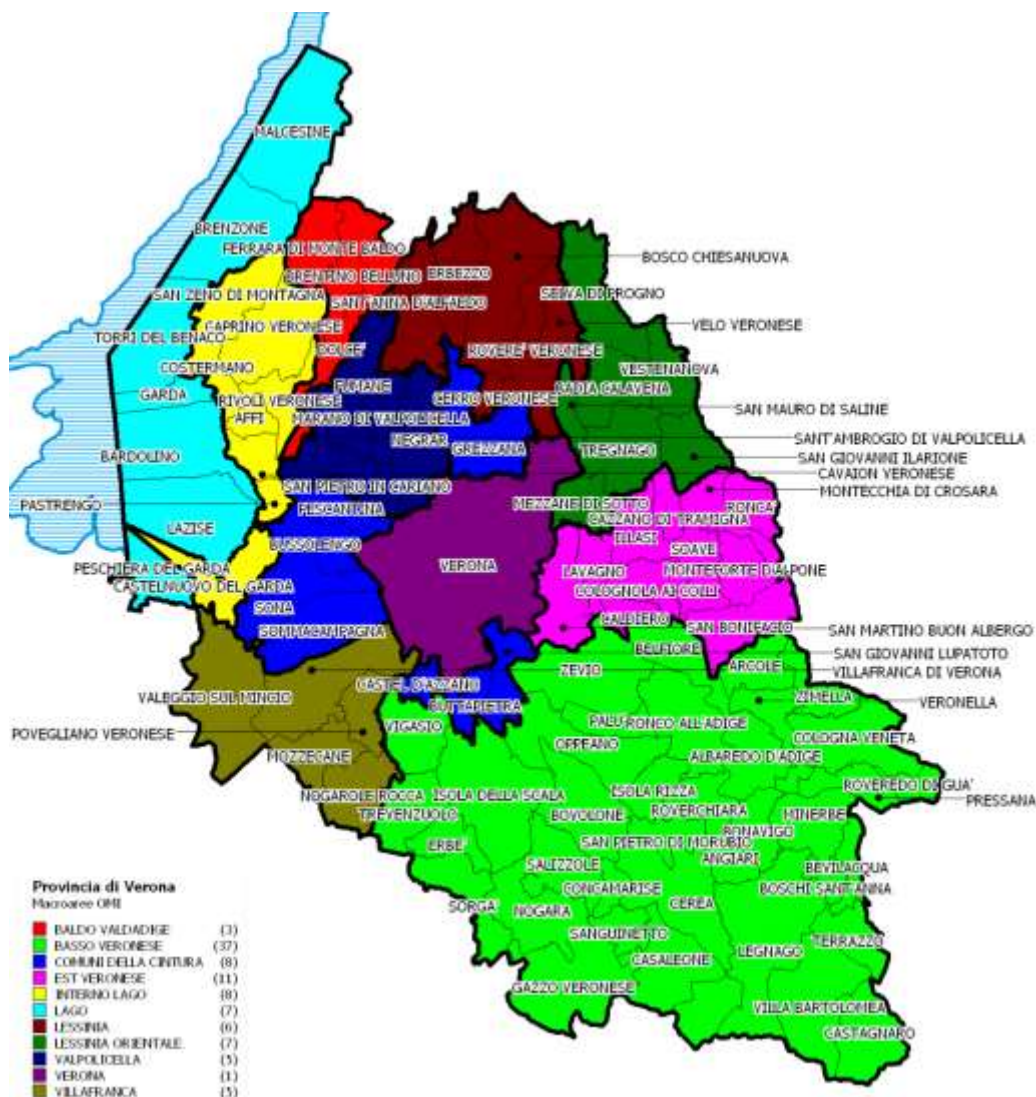 MALCESINE
BRENZONE
FERRARA DI MONTE BALDO
BOSCO CHIESANUOVA
BRENTINO BELLUNO
ERBEZZO
SAN ZENO DI MONTAGNA
SANT'ANNA D'ALFAEDO
SELVA DI PROGNO
CAPRINO VERONESE
VELO VERONESE
TORRI DEL BENACO
DOLCE'
ROVERE' VERONESE
COSTERMANO
VESTENANOVA
FUMANE
BADIA CALAVENA
GARDA
RIVOLI VERONESE
CERRO VERONESE
AFFI
MARANO DI VALPOLICELLA
SAN MAURO DI SALINE
NEGRAR
GREZZANA
SANT'AMBROGIO DI VALPOLICELLA
TREGNAGO
BARDOLINO
SAN GIOVANNI ILARIONE
CAVAION VERONESE
SAN PIETRO IN CARIANO
MONTECCHIA DI CROSARA
PASTRENGO
MEZZANE DI SOTTO
RONCA'
PESCANTINA
CAZZANO DI TRAMIGNA
LAZISE
ILLASI
BUSSOLENGO
SOAVE
PESCHIERA DEL GARDA
VERONA
LAVAGNO
MONTEFORTE D'ALPONE
CASTELNUOVO DEL GARDA
COLOGNOLA AI COLLI
SONA
CALDIERO
SOMMACAMPAGNA
SAN BONIFACIO
SAN MARTINO BUON ALBERGO
BELFIORE
SAN GIOVANNI LUPATOTO
ZEVIO
ARCOLE
VILLAFRANCA DI VERONA
CASTEL D'AZZANO
VALEGGIO SUL MINCIO
ZIMELLA
VERONELLA
BUTTAPIETRA
VIGASIO
PALU'
RONCO ALL'ADIGE
POVEGLIANO VERONESE
OPPEANO
COLOGNA VENETA
MOZZECANE
ALBAREDO D'ADIGE
ROVEREDO DI GUA'
NOGAROLE ROCCA
ISOLA DELLA SCALA
ISOLA RIZZA
PRESSANA
TREVENZUOLO
BOVOLONE
ROVERCHIARA
MINERBE
BONAVIGO
ERBE'
SAN PIETRO DI MORUBIO
ANGIARI
SALIZZOLE
BEVILACQUA
CONCAMARISE
BOSCHI SANT'ANNA
SORGA'
NOGARA
CEREA
SANGUINETTO
TERRAZZO
LEGNAGO
CASALEONE
GAZZO VERONESE
VILLA BARTOLOMEA
CASTAGNARO
Provincia di Verona
Macroaree OMI
BALDO VALDADIGE (3)
BASSO VERONESE (37)
COMUNI DELLA CINTURA (8)
EST VERONESE (11)
INTERNO LAGO (8)
LAGO (7)
LESSINIA (6)
LESSINIA ORIENTALE (7)
VALPOLICELLA (5)
VERONA (1)
VILLAFRANCA (5)